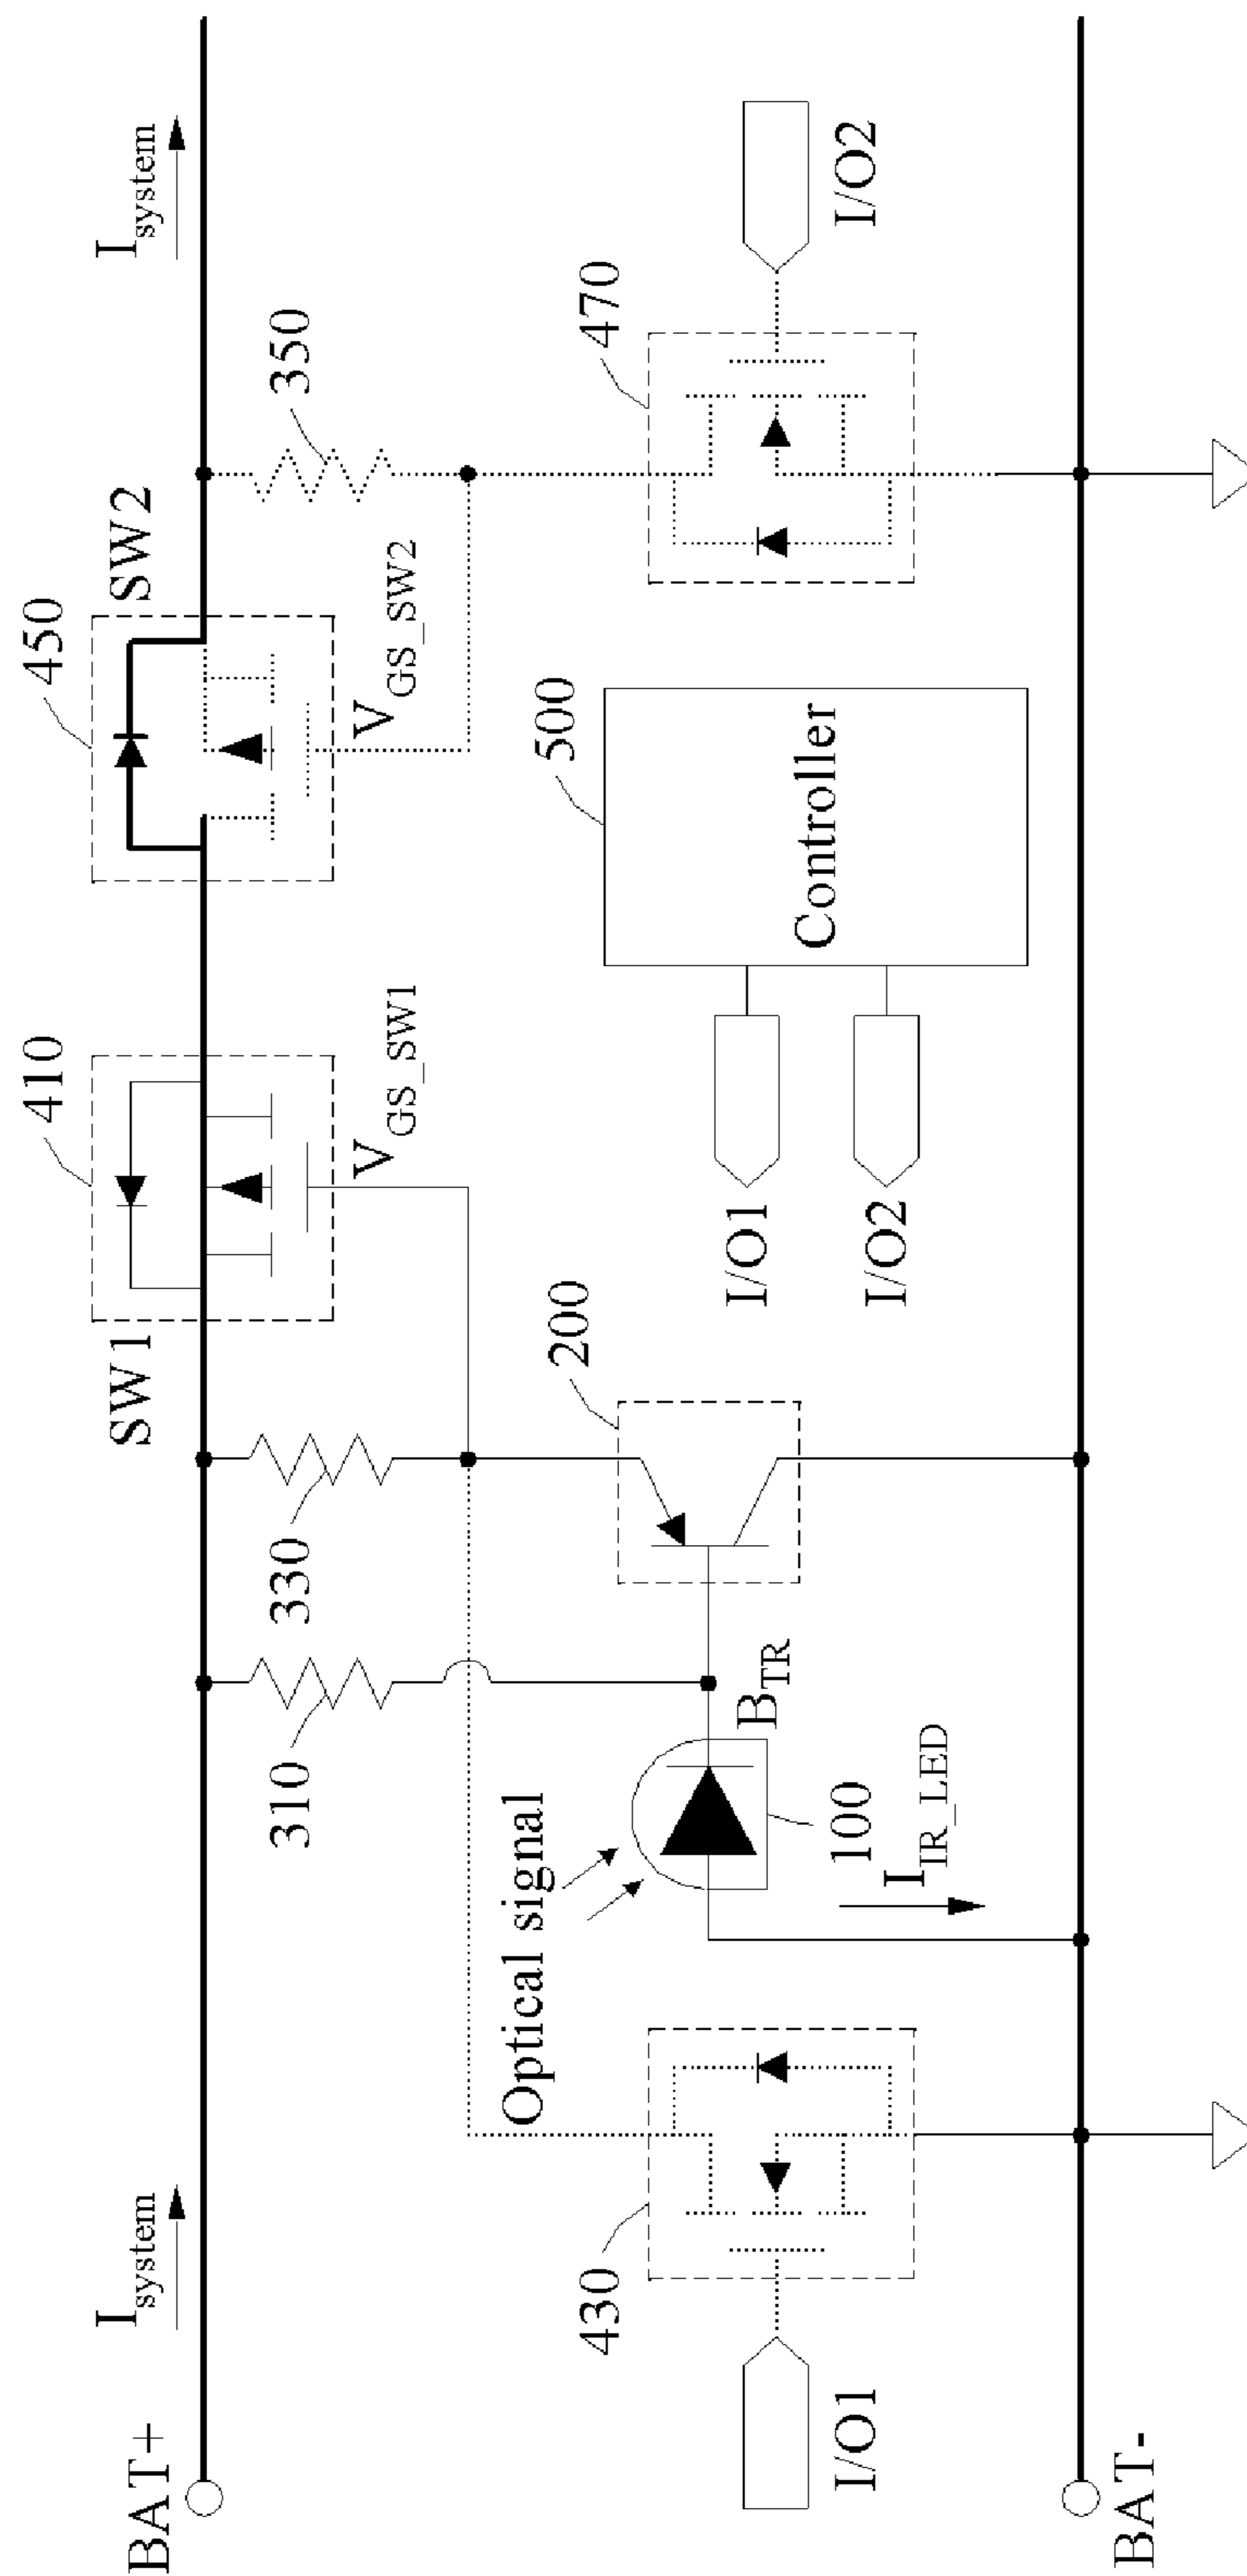 I_system
I_system
BAT+
SW1
410
450
SW2
V_GS_SW1
V_GS_SW2
310
330
350
Optical signal
200
500
470
430
B_TR
100
I_IR_LED
Controller
I/O1
I/O1
I/O2
I/O2
BAT-